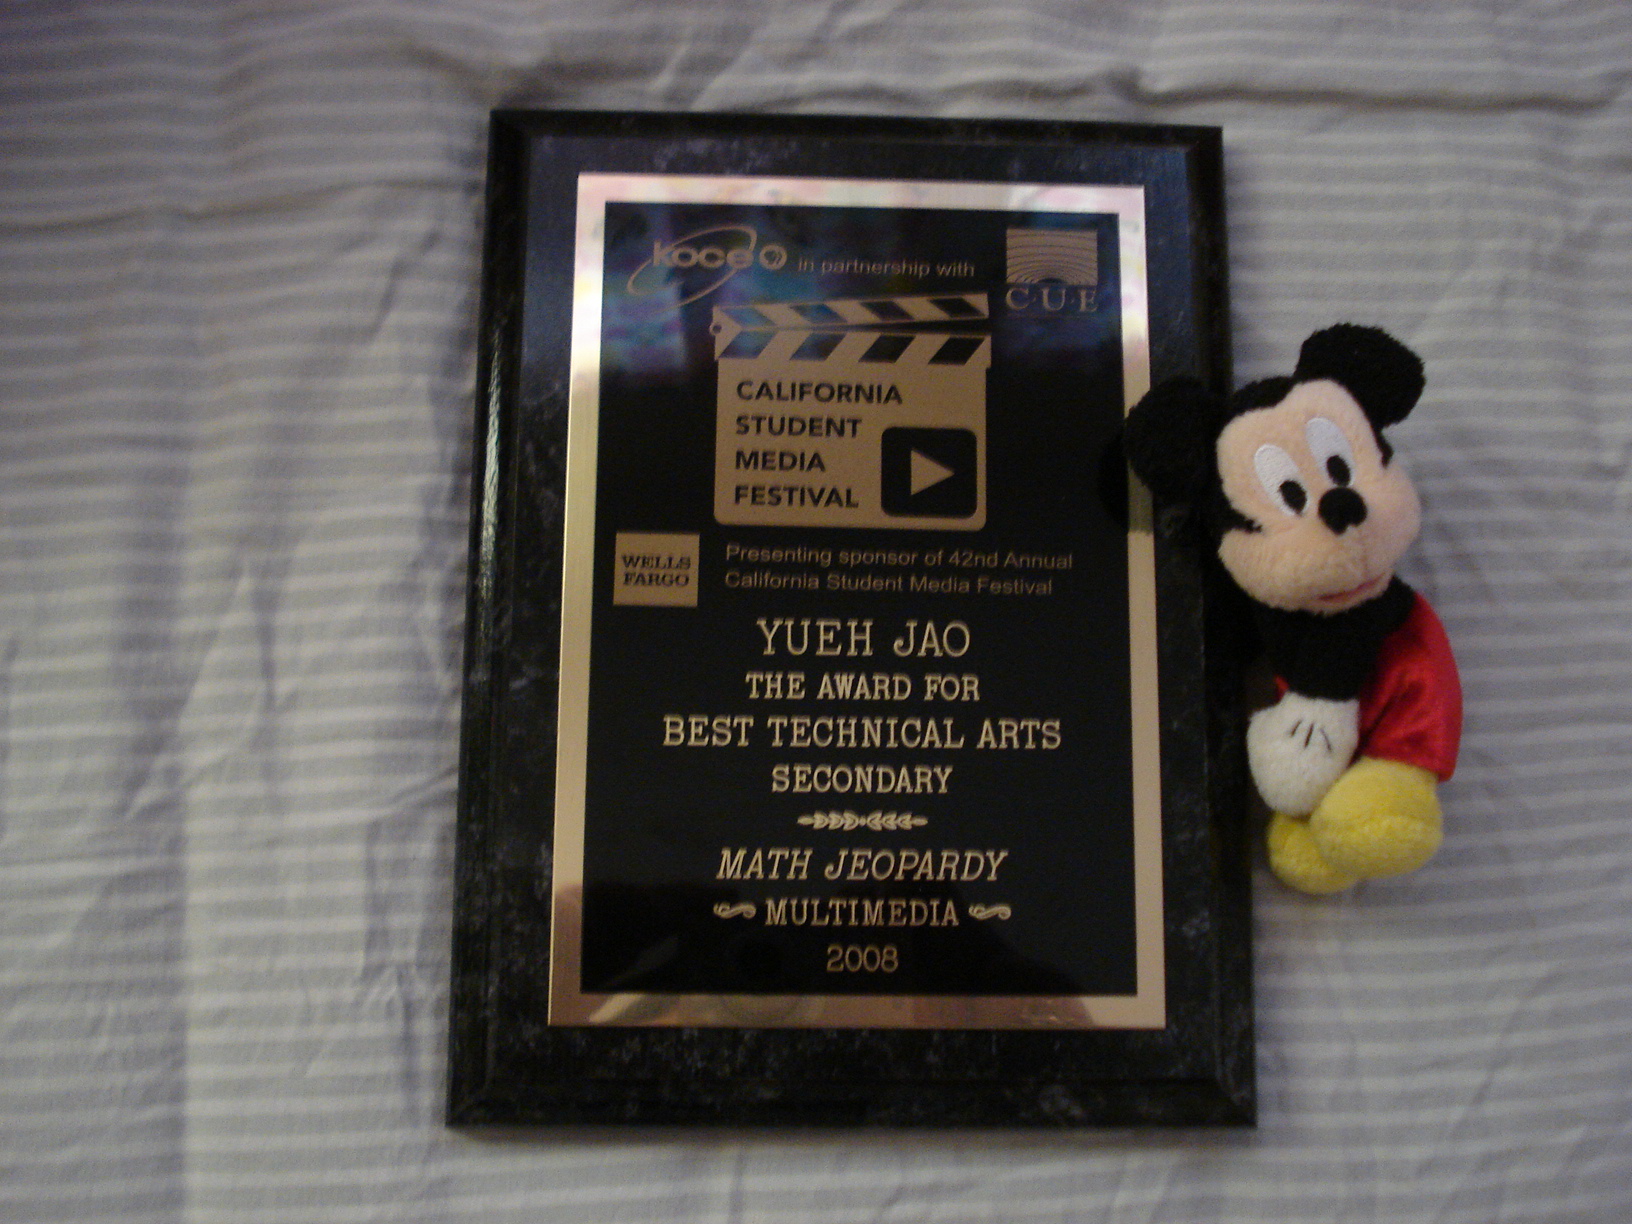 koce in partnership with
C·U·E
CALIFORNIA
STUDENT
MEDIA
FESTIVAL
WELLS
FARGO
Presenting sponsor of 42nd Annual
California Student Media Festival
YUEH JAO
THE AWARD FOR
BEST TECHNICAL ARTS
SECONDARY
MATH JEOPARDY
MULTIMEDIA
2008